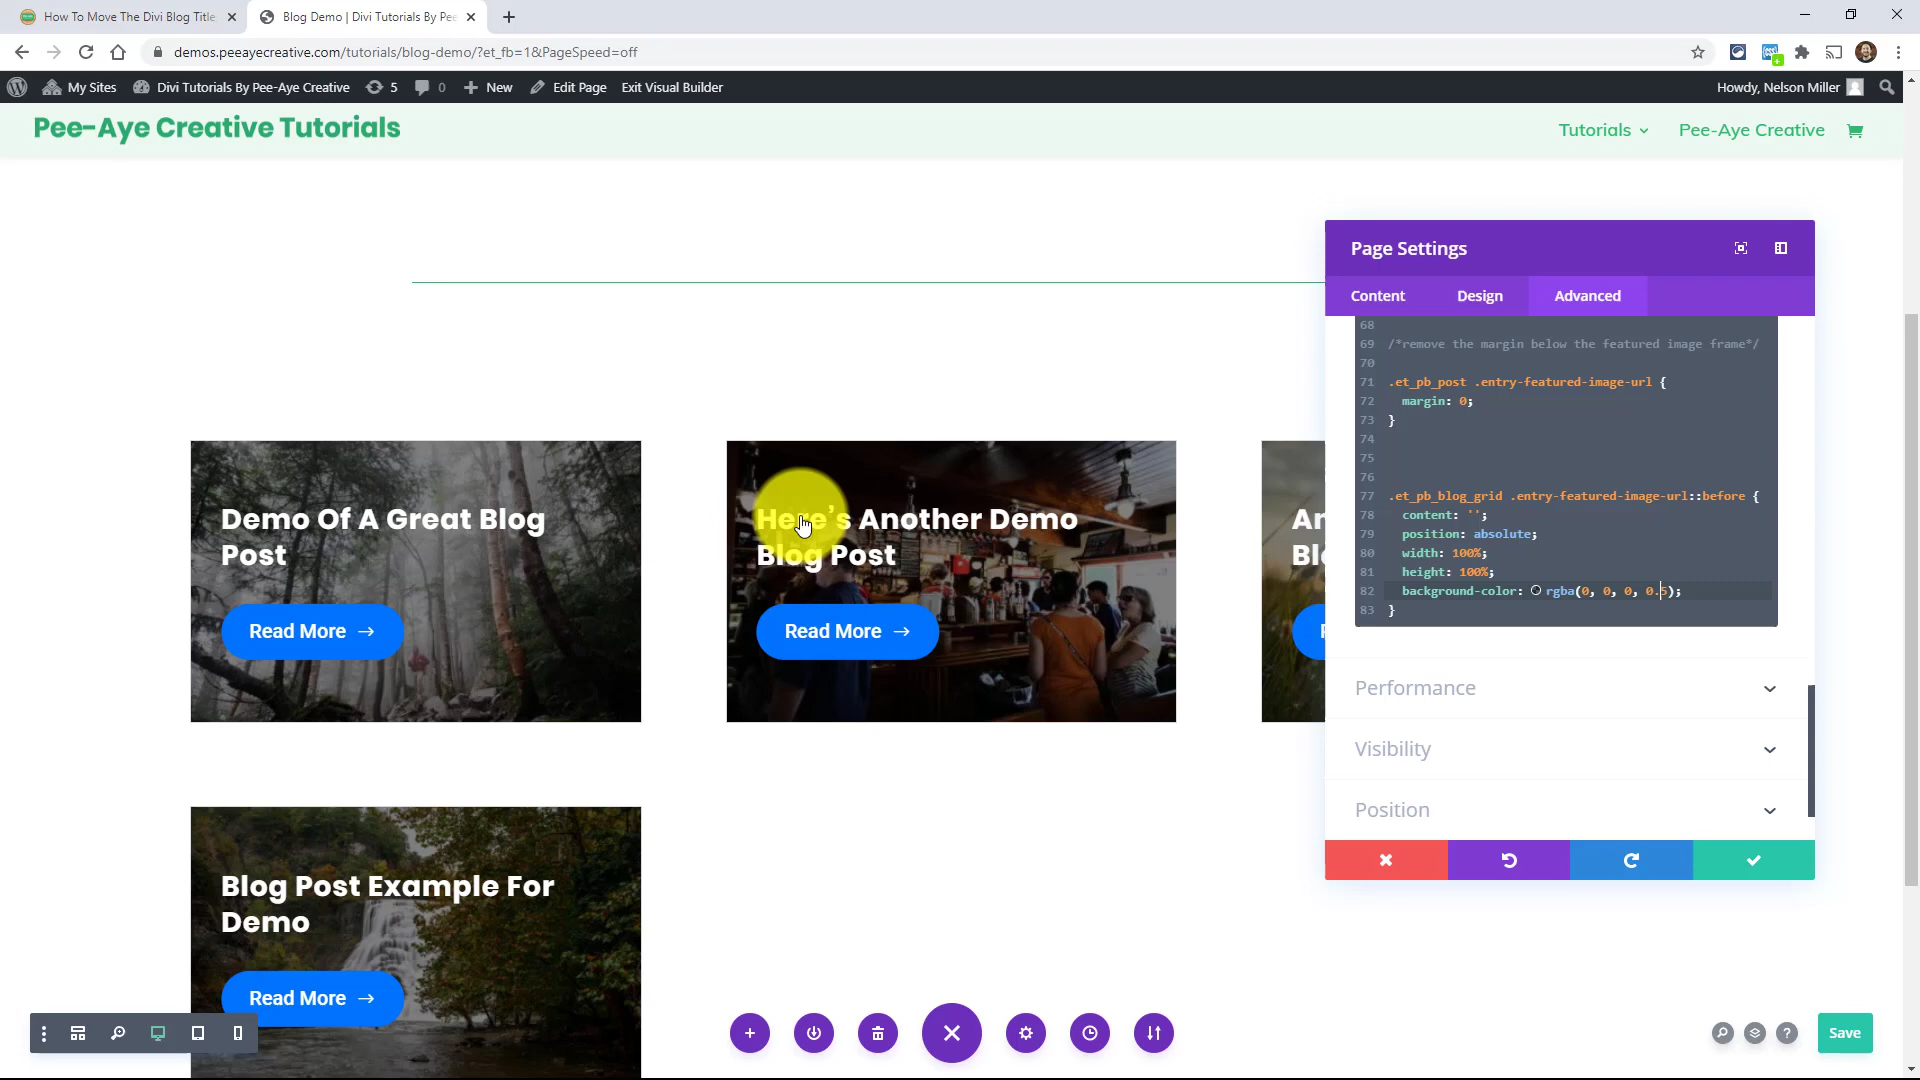 How To Move The Divi Blog Title
Blog Demo | Divi Tutorials By Pee
demos.peeayecreative.com/tutorials/blog-demo/?et_fb=1&PageSpeed=off
My Sites
Divi Tutorials By Pee-Aye Creative
5
0
New
Edit Page
Exit Visual Builder
Howdy, Nelson Miller
Pee-Aye Creative Tutorials
Tutorials
Pee-Aye Creative
Page Settings
Content
Design
Advanced
68
69 /*remove the margin below the featured image frame*/
70
71 .et_pb_post .entry-featured-image-url {
72 margin: 0;
73 }
74
75
76
77 .et_pb_blog_grid .entry-featured-image-url::before {
78 content: '';
79 position: absolute;
80 width: 100%;
81 height: 100%;
82 background-color: rgba(0, 0, 0, 0.5);
83 }
Performance
Visibility
Position
Demo Of A Great Blog
Post
Read More →
Here's Another Demo
Blog Post
Read More →
An
Blo
Blog Post Example For
Demo
Read More →
Save